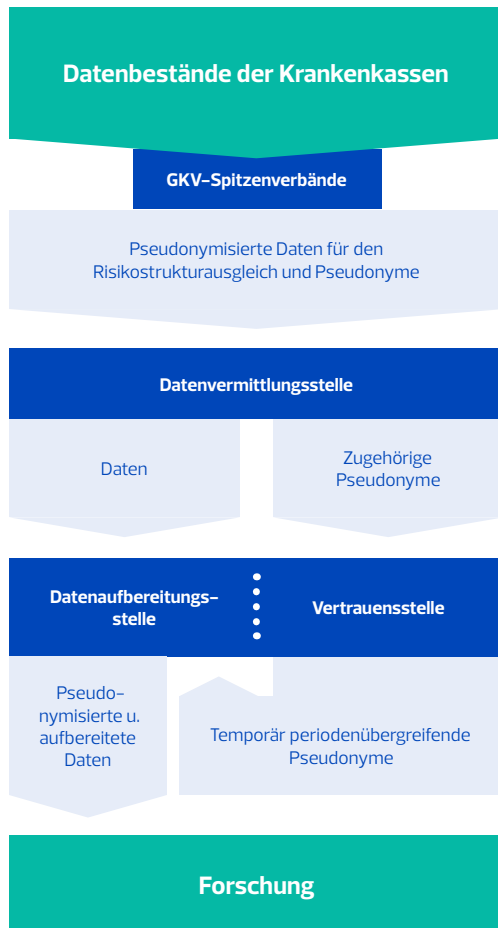 Datenbestände der Krankenkassen
GKV-Spitzenverbände
Pseudonymisierte Daten für den
Risikostrukturausgleich und Pseudonyme
Datenvermittlungsstelle
Daten
Zugehörige
Pseudonyme
Datenaufbereitungs-
stelle
Vertrauensstelle
Pseudo-
nymisierte u.
aufbereitete
Daten
Temporär periodenübergreifende
Pseudonyme
Forschung